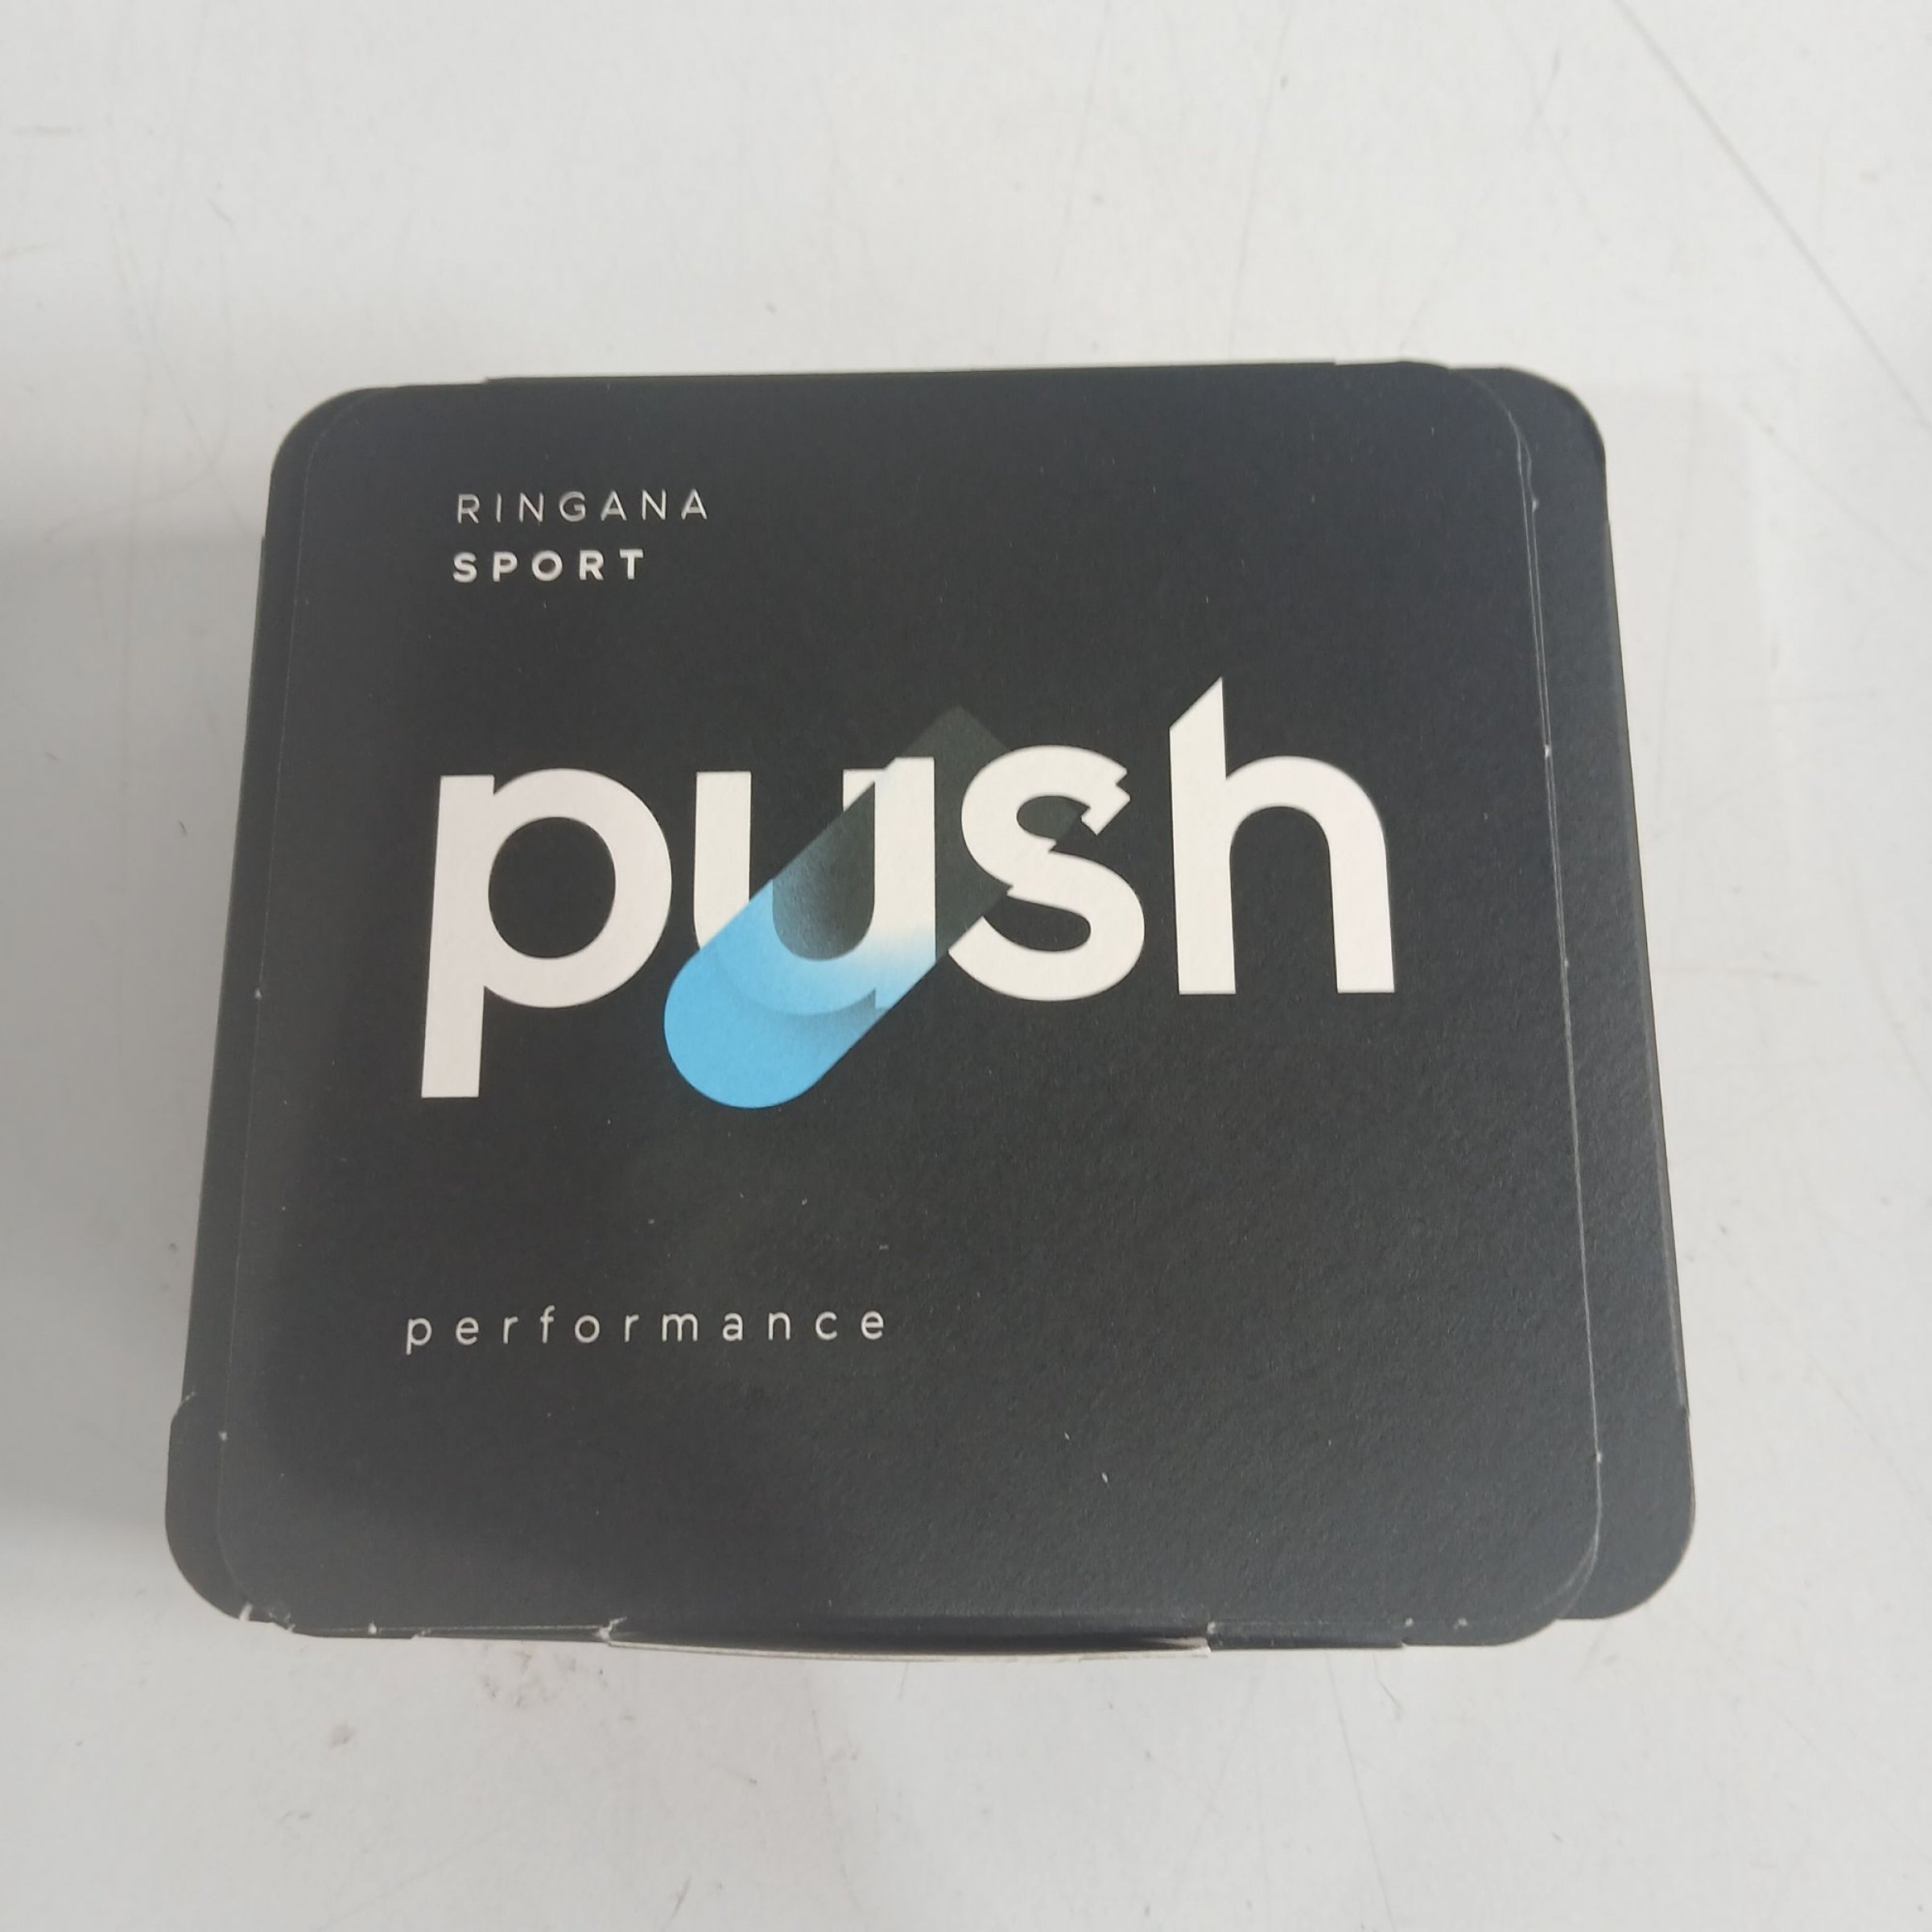 RINGANA
SPORT
push
performance